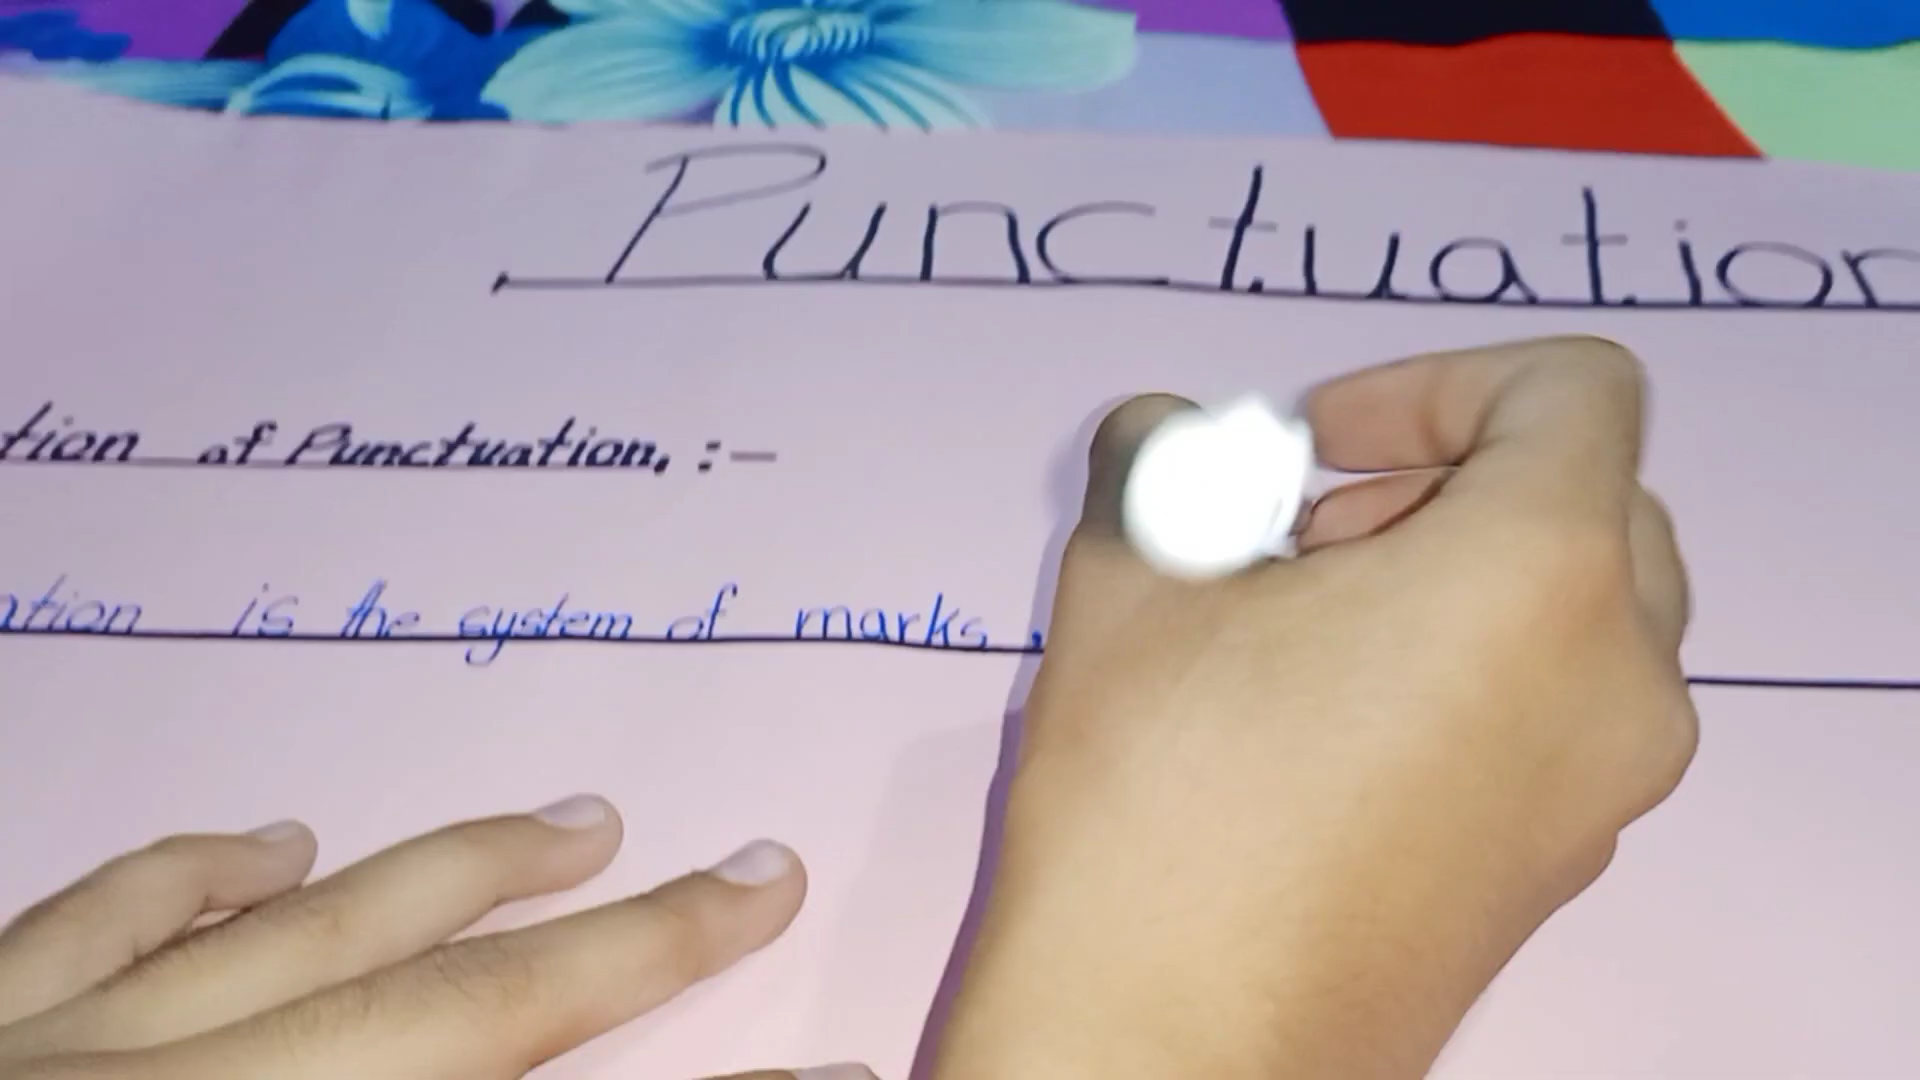 Punctuation
tion of Punctuation, :-
ation is the system of marks,